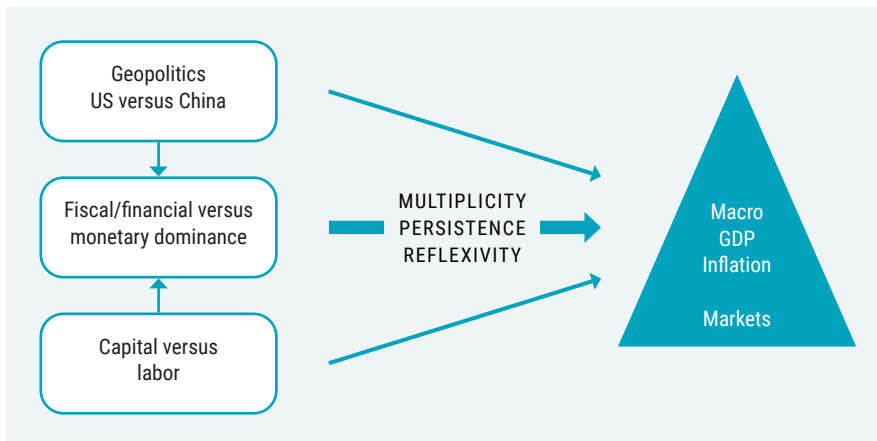 Geopolitics
US versus China
Fiscal/financial versus
monetary dominance
Capital versus
labor
MULTIPLICITY
PERSISTENCE
REFLEXIVITY
Macro
GDP
Inflation
Markets